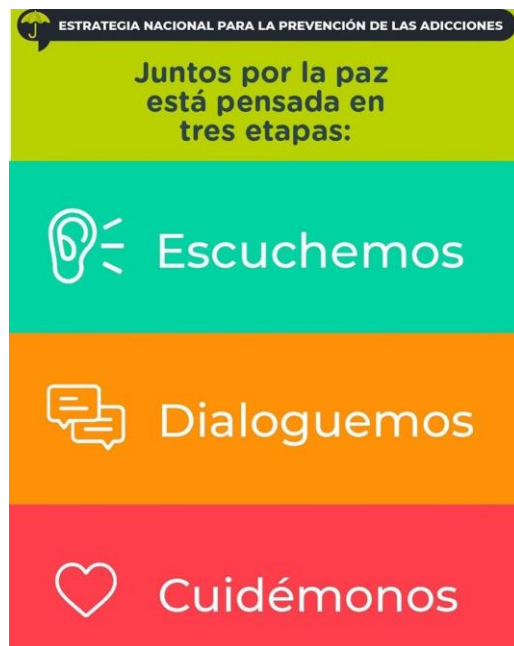 ESTRATEGIA NACIONAL PARA LA PREVENCIÓN DE LAS ADICCIONES
Juntos por la paz
está pensada en
tres etapas:
Escuchemos
Dialoguemos
Cuidémonos